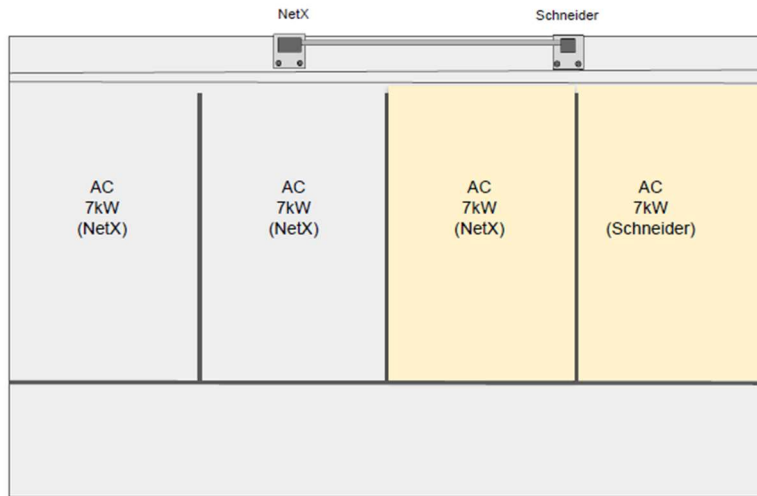 NetX
Schneider
AC
7kW
(NetX)
AC
7kW
(NetX)
AC
7kW
(NetX)
AC
7kW
(Schneider)